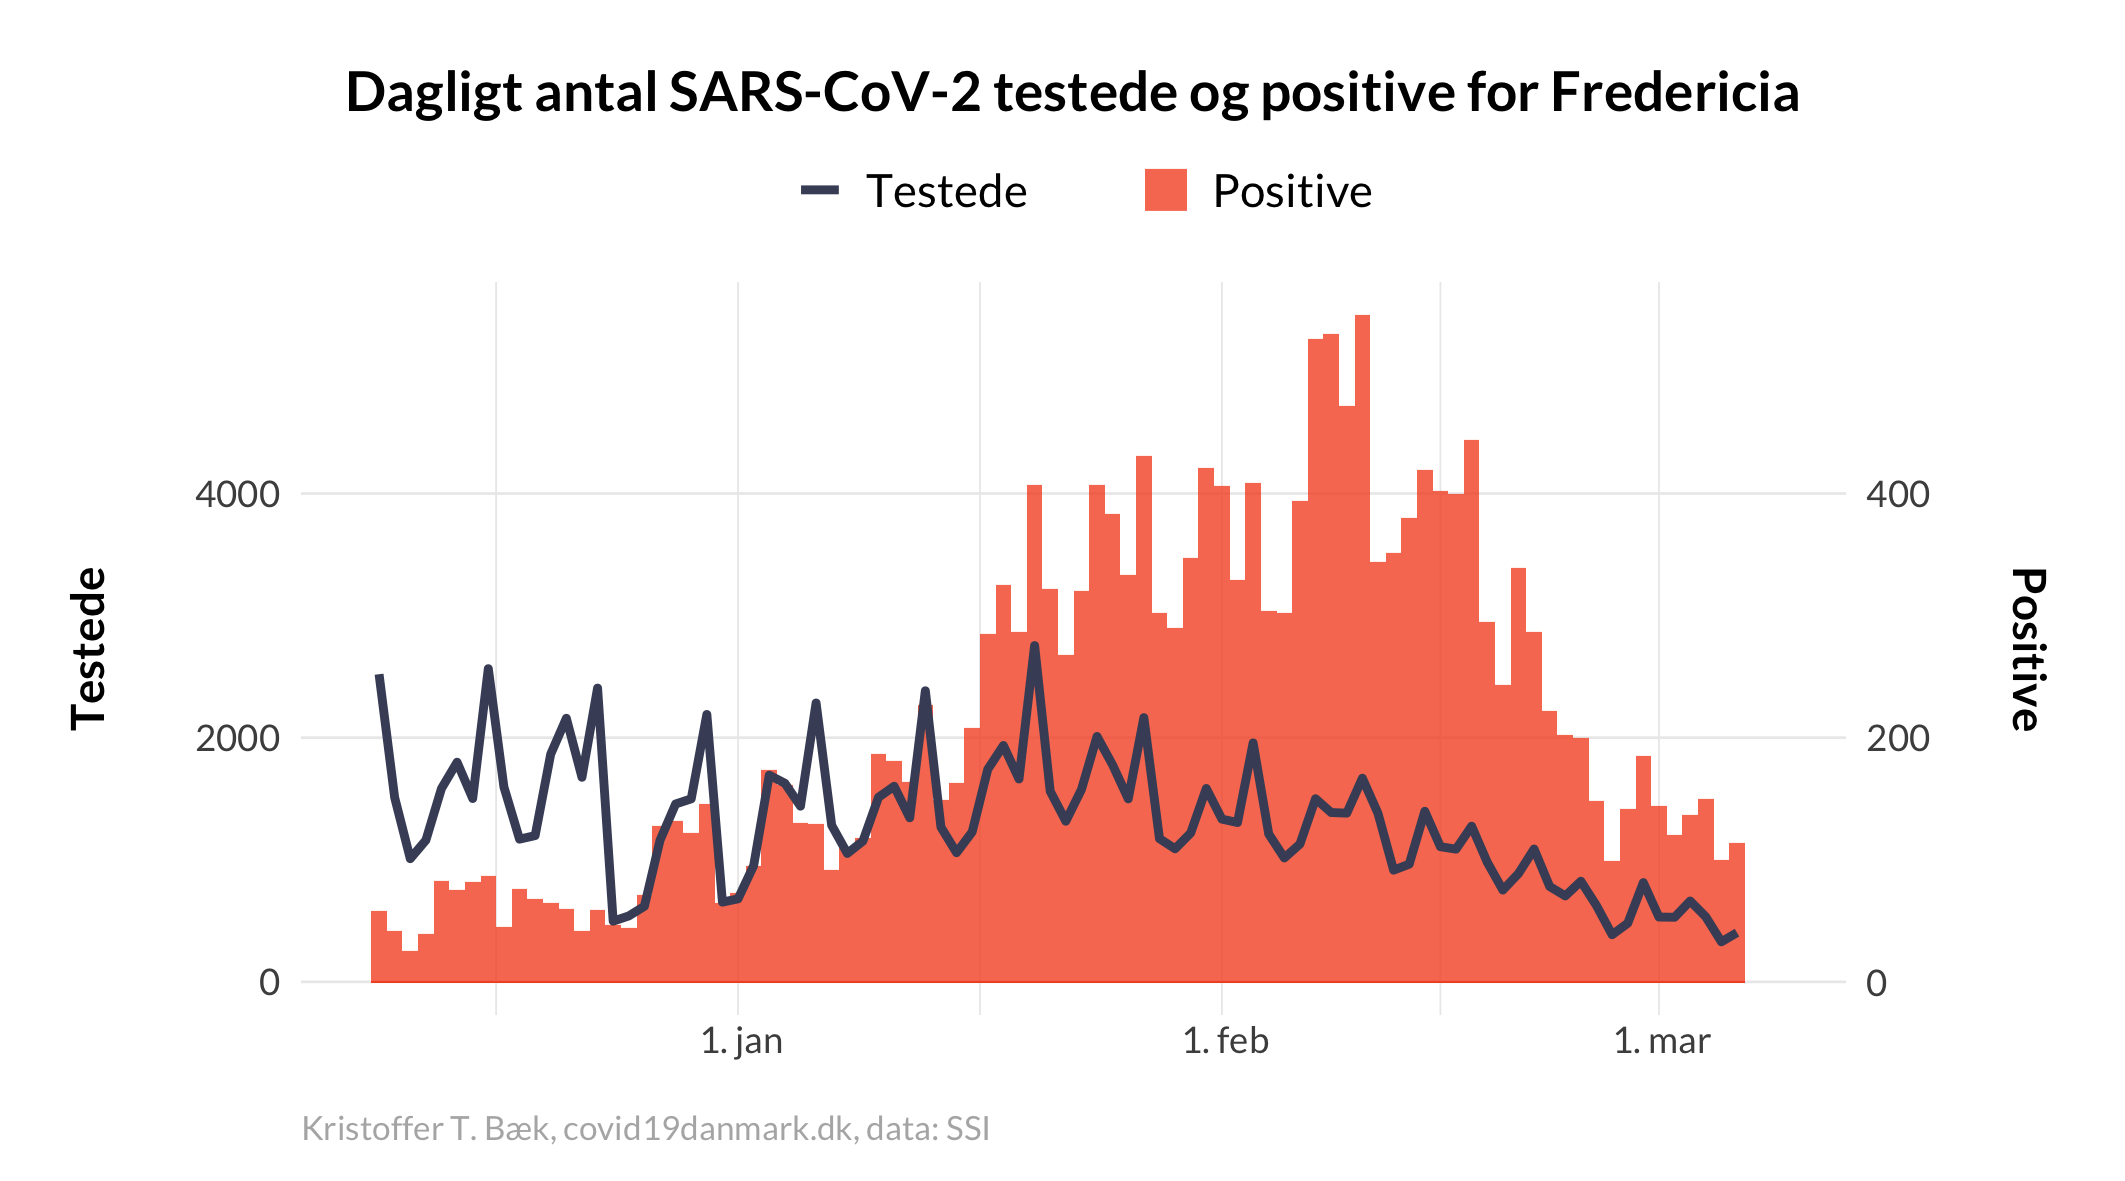 Dagligt antal SARS-CoV-2 testede og positive for Fredericia
Testede
Positive
4000
2000
0
Testede
400
200
0
Positive
1. jan
1. feb
1. mar
Kristoffer T. Bæk, covid19danmark.dk, data: SSI